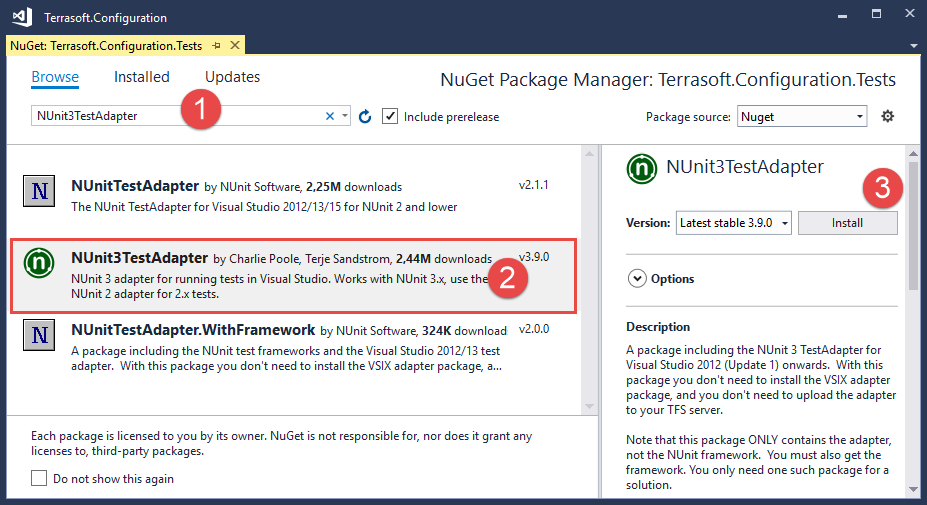 Terrasoft.Configuration
NuGet: Terrasoft.Configuration.Tests
Browse Installed Updates
NuGet Package Manager: Terrasoft.Configuration.Tests
1
NUnit3TestAdapter
Include prerelease
Package source: Nuget
N
NUnitTestAdapter by NUnit Software, 2,25M downloads
v2.1.1
The NUnit TestAdapter for Visual Studio 2012/13/15 for NUnit 2 and lower
n
NUnit3TestAdapter by Charlie Poole, Terje Sandstrom, 2,44M downloads
v3.9.0
NUnit 3 adapter for running tests in Visual Studio. Works with NUnit 3.x, use the
NUnit 2 adapter for 2.x tests.
2
N
NUnitTestAdapter.WithFramework by NUnit Software, 324K download
v2.0.0
A package including the NUnit test frameworks and the Visual Studio 2012/13 test
adapter. With this package you don't need to install the VSIX adapter package, a...
Each package is licensed to you by its owner. NuGet is not responsible for, nor does it grant any
licenses to, third-party packages.
Do not show this again
n
NUnit3TestAdapter
3
Version: Latest stable 3.9.0
Install
Options
Description
A package including the NUnit 3 TestAdapter for
Visual Studio 2012 (Update 1) onwards. With this
package you don't need to install the VSIX adapter
package, and you don't need to upload the adapter
to your TFS server.
Note that this package ONLY contains the adapter,
not the NUnit framework. You must also get the
framework. You only need one such package for a
solution.